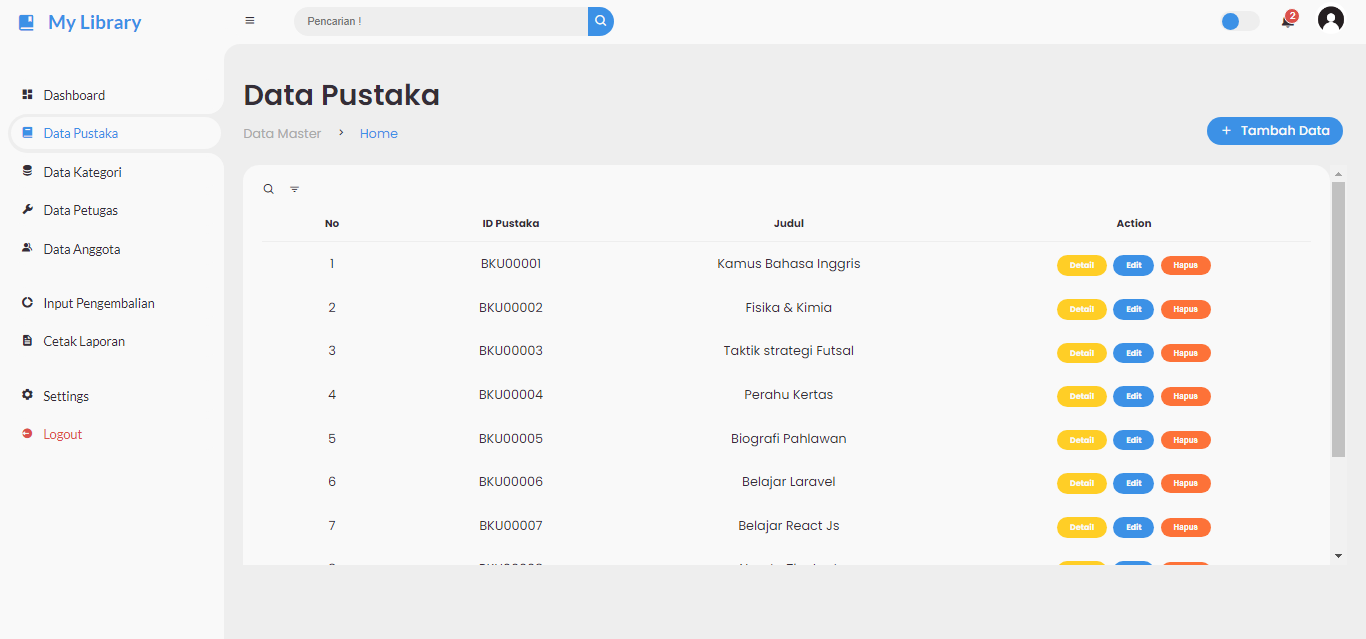 My Library
Pencarian !
2
Dashboard
Data Pustaka
Data Kategori
Data Petugas
Data Anggota
Input Pengembalian
Cetak Laporan
Settings
Logout
Data Pustaka
Data Master > Home
+ Tambah Data
No ID Pustaka Judul Action
1 BKU00001 Kamus Bahasa Inggris Detail Edit Hapus
2 BKU00002 Fisika & Kimia Detail Edit Hapus
3 BKU00003 Taktik strategi Futsal Detail Edit Hapus
4 BKU00004 Perahu Kertas Detail Edit Hapus
5 BKU00005 Biografi Pahlawan Detail Edit Hapus
6 BKU00006 Belajar Laravel Detail Edit Hapus
7 BKU00007 Belajar React Js Detail Edit Hapus